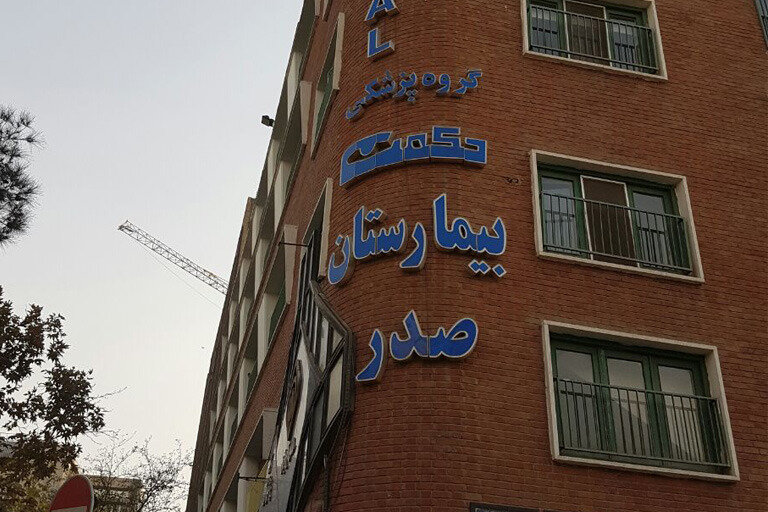 AL
گروه پزشکی
حکمت
بیمارستان
صدر